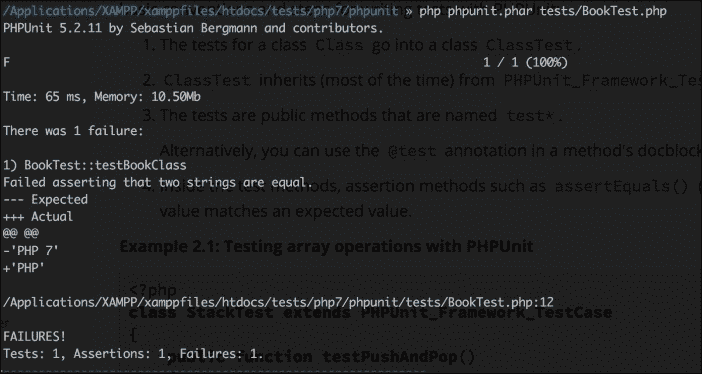 /Applications/XAMPP/xamppfiles/htdocs/tests/php7/phpunit » php phpunit.phar tests/BookTest.php
PHPUnit 5.2.11 by Sebastian Bergmann and contributors.
1. The tests for a class Class go into a class ClassTest.
F 1 / 1 (100%)
2. ClassTest inherits (most of the time) from PHPUnit_Framework_Tes
Time: 65 ms, Memory: 10.50Mb
3. The tests are public methods that are named test*.
There was 1 failure:
Alternatively, you can use the @test annotation in a method's docblock
1) BookTest::testBookClass
Failed asserting that two strings are equal.
4. Inside the test methods, assertion methods such as assertEquals()
--- Expected
+++ Actual
value matches an expected value.
@@ @@
-'PHP 7'
Example 2.1: Testing array operations with PHPUnit
+'PHP'
<?php
/Applications/XAMPP/xamppfiles/htdocs/tests/php7/phpunit/tests/BookTest.php:12
class StackTest extends PHPUnit_Framework_TestCase
{
FAILURES!
Tests: 1, Assertions: 1, Failures: 1.
public function testPushAndPop()